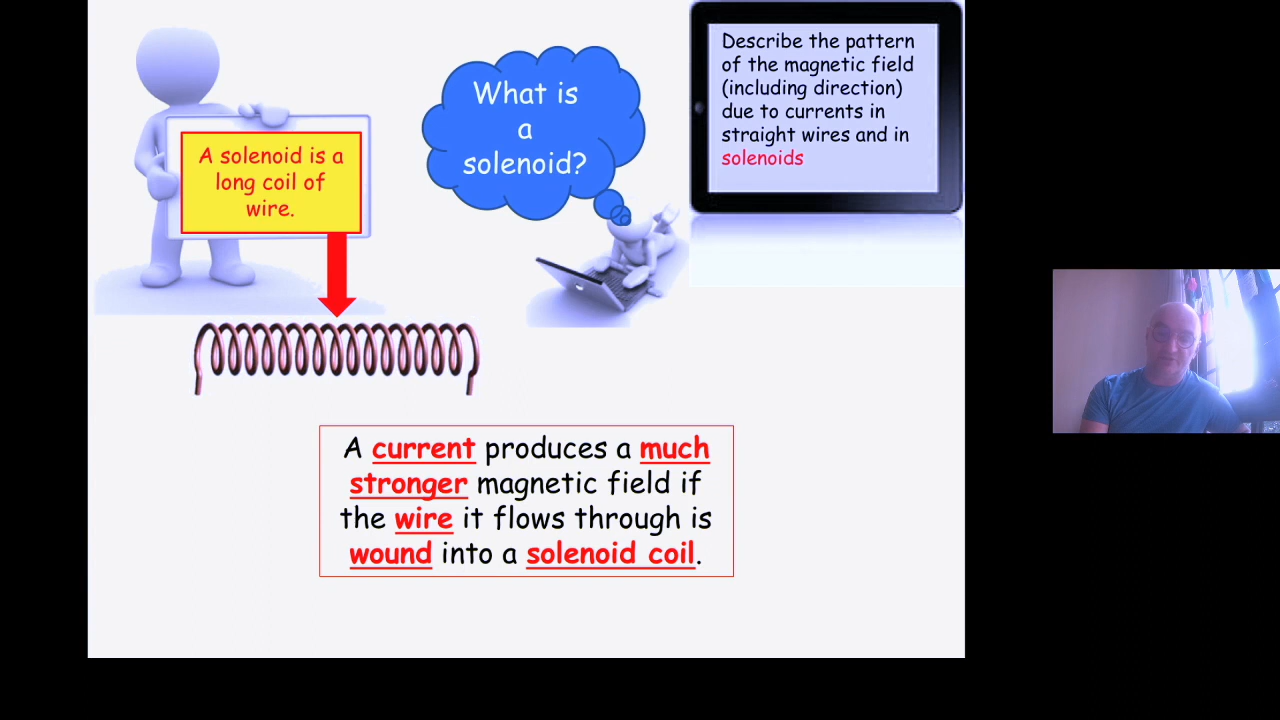 A solenoid is a
long coil of
wire.
What is
a
solenoid?
Describe the pattern
of the magnetic field
(including direction)
due to currents in
straight wires and in
solenoids
A current produces a much
stronger magnetic field if
the wire it flows through is
wound into a solenoid coil.